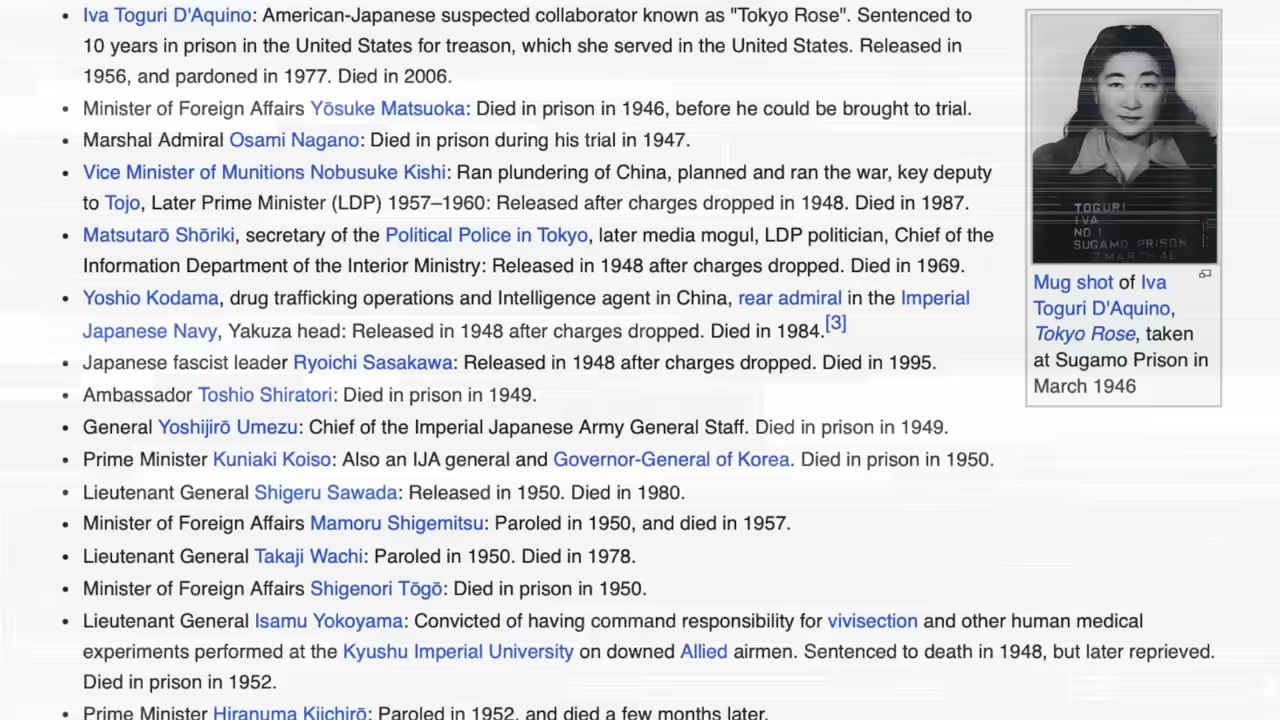 • Iva Toguri D'Aquino: American-Japanese suspected collaborator known as "Tokyo Rose". Sentenced to
10 years in prison in the United States for treason, which she served in the United States. Released in
1956, and pardoned in 1977. Died in 2006.
• Minister of Foreign Affairs Yōsuke Matsuoka: Died in prison in 1946, before he could be brought to trial.
• Marshal Admiral Osami Nagano: Died in prison during his trial in 1947.
• Vice Minister of Munitions Nobusuke Kishi: Ran plundering of China, planned and ran the war, key deputy
to Tojo, Later Prime Minister (LDP) 1957–1960: Released after charges dropped in 1948. Died in 1987.
• Matsutarō Shōriki, secretary of the Political Police in Tokyo, later media mogul, LDP politician, Chief of the
Information Department of the Interior Ministry: Released in 1948 after charges dropped. Died in 1969.
• Yoshio Kodama, drug trafficking operations and Intelligence agent in China, rear admiral in the Imperial
Japanese Navy, Yakuza head: Released in 1948 after charges dropped. Died in 1984.[3]
• Japanese fascist leader Ryoichi Sasakawa: Released in 1948 after charges dropped. Died in 1995.
• Ambassador Toshio Shiratori: Died in prison in 1949.
• General Yoshijirō Umezu: Chief of the Imperial Japanese Army General Staff. Died in prison in 1949.
• Prime Minister Kuniaki Koiso: Also an IJA general and Governor-General of Korea. Died in prison in 1950.
• Lieutenant General Shigeru Sawada: Released in 1950. Died in 1980.
• Minister of Foreign Affairs Mamoru Shigemitsu: Paroled in 1950, and died in 1957.
• Lieutenant General Takaji Wachi: Paroled in 1950. Died in 1978.
• Minister of Foreign Affairs Shigenori Tōgō: Died in prison in 1950.
• Lieutenant General Isamu Yokoyama: Convicted of having command responsibility for vivisection and other human medical
experiments performed at the Kyushu Imperial University on downed Allied airmen. Sentenced to death in 1948, but later reprieved.
Died in prison in 1952.
• Prime Minister Hiranuma Kiichirō: Paroled in 1952, and died a few months later.
TOGURI
IVA
NO.1
SUGAMO PRISON
7 MARCH 46
Mug shot of Iva
Toguri D'Aquino,
Tokyo Rose, taken
at Sugamo Prison in
March 1946